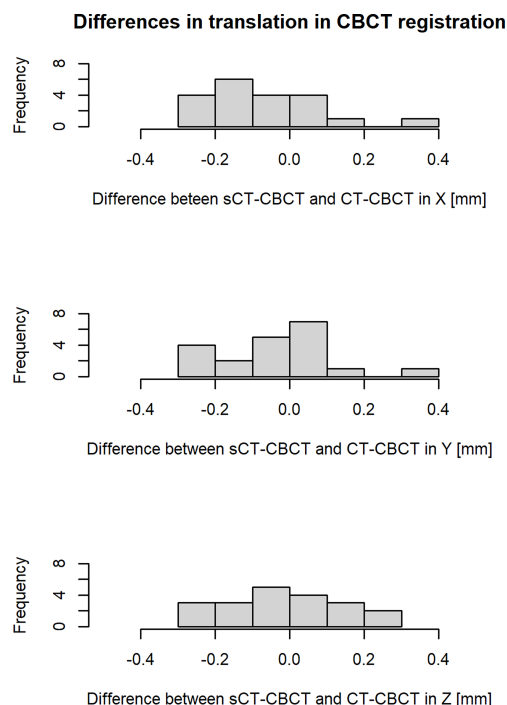 Differences in translation in CBCT registration
Frequency
0 4 8
-0.4 -0.2 0.0 0.2 0.4
Difference beteen sCT-CBCT and CT-CBCT in X [mm]
Frequency
0 4 8
-0.4 -0.2 0.0 0.2 0.4
Difference between sCT-CBCT and CT-CBCT in Y [mm]
Frequency
0 4 8
-0.4 -0.2 0.0 0.2 0.4
Difference between sCT-CBCT and CT-CBCT in Z [mm]